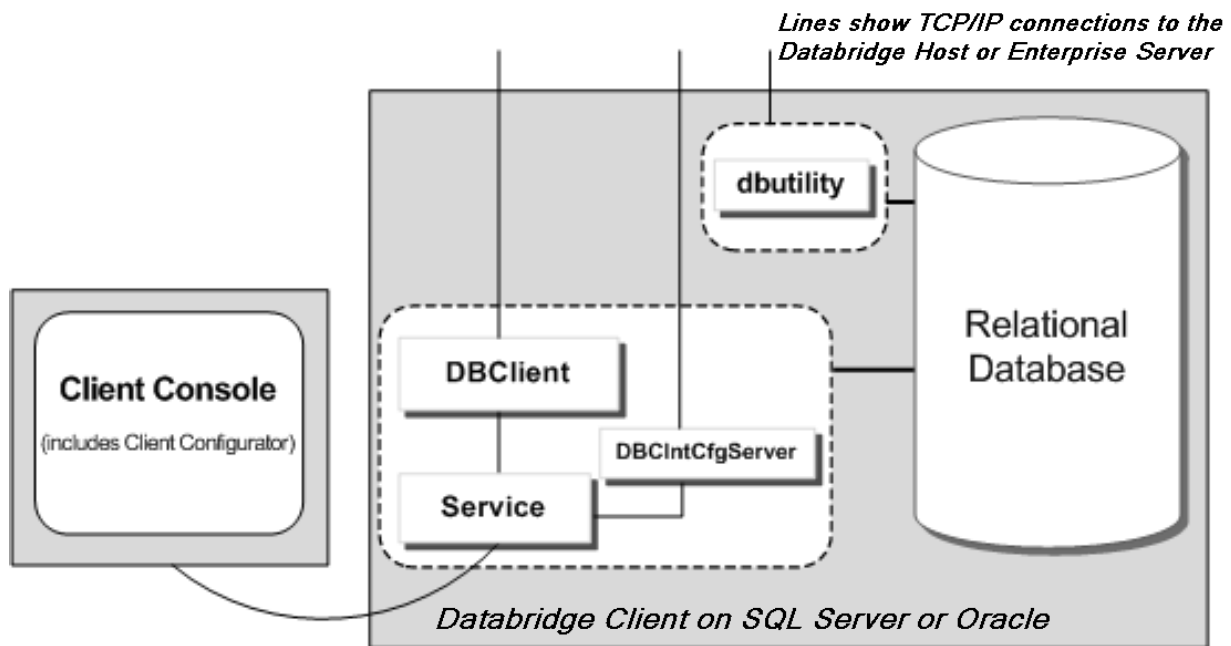 Lines show TCP/IP connections to the
Databridge Host or Enterprise Server
dbutility
Relational
Database
Client Console
(includes Client Configurator)
DBClient
DBClntCfgServer
Service
Databridge Client on SQL Server or Oracle